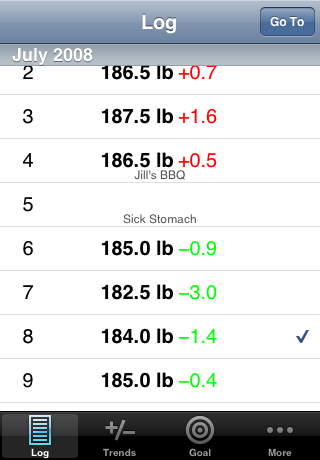 Log
Go To
July 2008
2 186.5 lb +0.7
3 187.5 lb +1.6
4 186.5 lb +0.5
Jill's BBQ
5
Sick Stomach
6 185.0 lb −0.9
7 182.5 lb −3.0
8 184.0 lb −1.4
9 185.0 lb −0.4
Log Trends Goal More